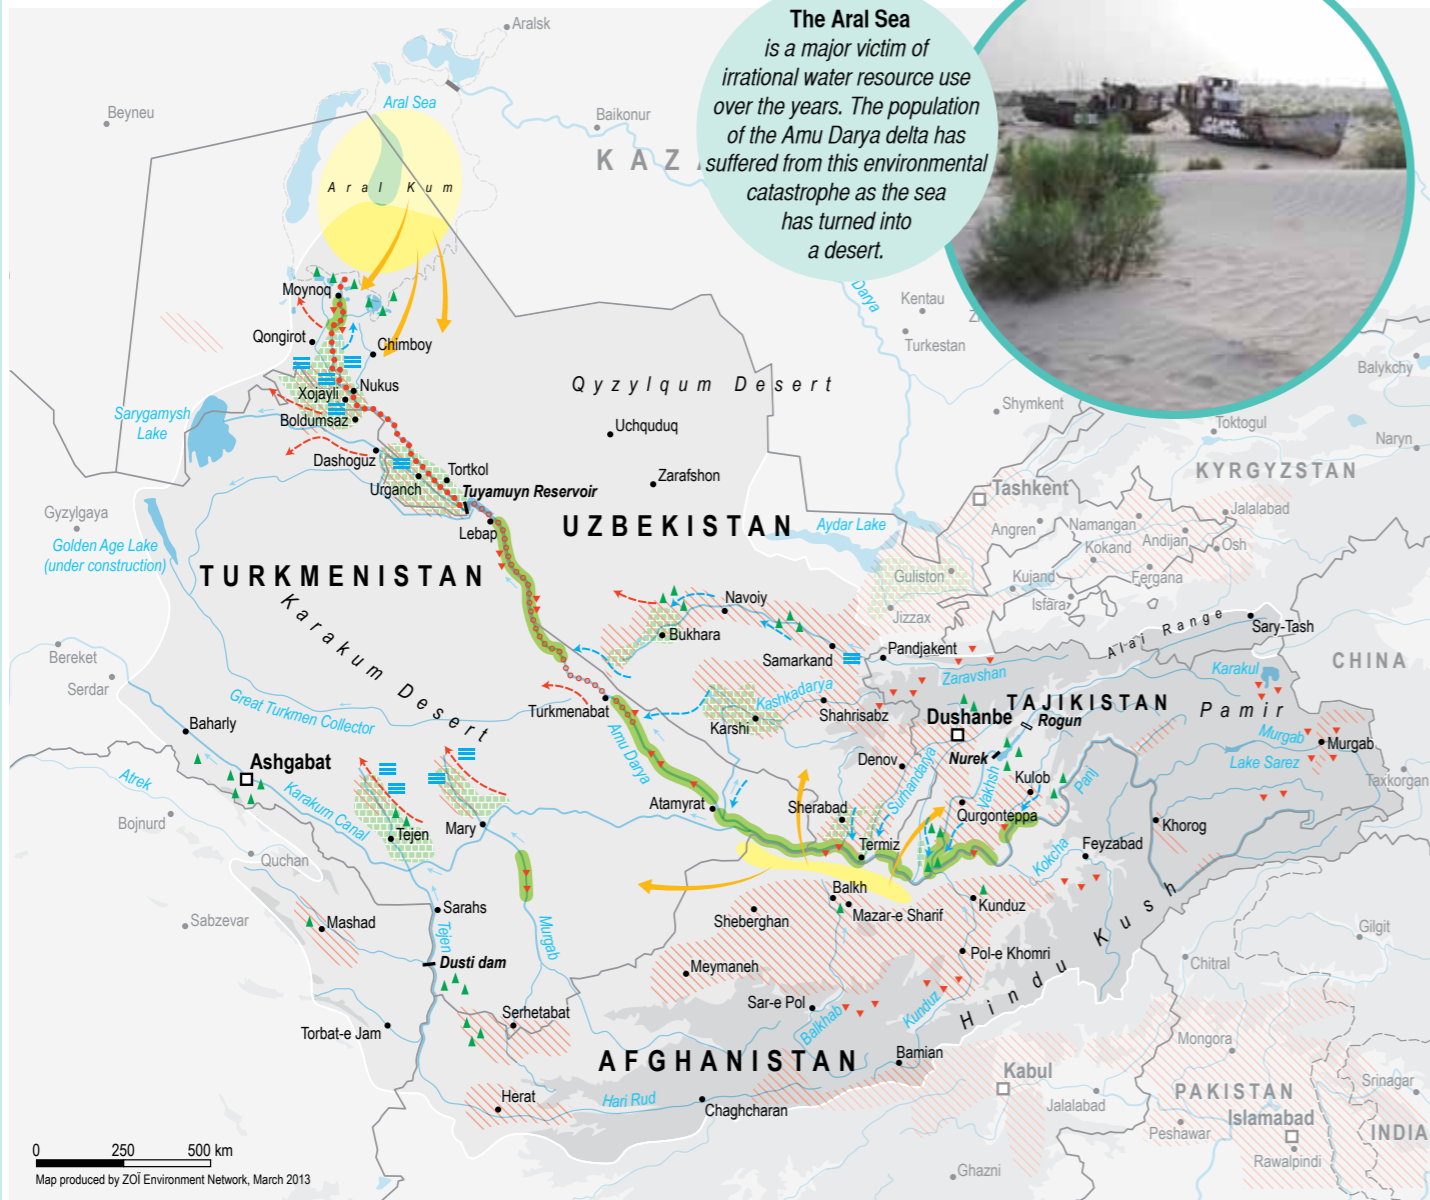 The Aral Sea
is a major victim of
irrational water resource use
over the years. The population
of the Amu Darya delta has
suffered from this environmental
catastrophe as the sea
has turned into
a desert.
Aralsk
Aral Sea
Beyneu
Baikonur
KAZA
Aral Kum
Moynoq
Darya
Kentau
Qongirot
Chimboy
Turkestan
Balykchy
Qyzylqum Desert
Nukus
Xojayli
Shymkent
Sarygamysh
Lake
Boldumsaz
Uchquduq
Toktogul
Naryn
Dashoguz
Tortkol
KYRGYZSTAN
Urganch
Tuyamuyn Reservoir
Zarafshon
Tashkent
Gyzylgaya
Lebap
UZBEKISTAN
Aydar Lake
Angren
Namangan
Jalalabad
Golden Age Lake
(under construction)
Kokand
Andijan
Osh
TURKMENISTAN
Guliston
Kujand
Fergana
Karakum Desert
Navoiy
Isfara
Jizzax
Bukhara
Alai Range
Sary-Tash
Bereket
Samarkand
Pandjakent
CHINA
Serdar
Zaravshan
Karakul
Great Turkmen Collector
Kashkadarya
TAJIKISTAN
Pamir
Baharly
Turkmenabat
Karshi
Shahrisabz
Dushanbe
Rogun
Murgab
Murgab
Ashgabat
Amu Darya
Denov
Nurek
Lake Sarez
Atrek
Karakum Canal
Surhandarya
Vakhsh
Kulob
Panj
Taxkorgan
Atamyrat
Sherabad
Qurgonteppa
Bojnurd
Tejen
Mary
Khorog
Termiz
Kokcha
Feyzabad
Quchan
Balkh
Sarahs
Mazar-e Sharif
Kunduz
Sabzevar
Mashad
Tejen
Murgab
Sheberghan
Hindu Kush
Gilgit
Dusti dam
Meymaneh
Pol-e Khomri
Chitral
Sar-e Pol
Kunduz
Torbat-e Jam
Serhetabat
Balkhab
AFGHANISTAN
Bamian
Mongora
Kabul
Srinagar
Herat
Hari Rud
Chaghcharan
Jalalabad
PAKISTAN
Islamabad
Peshawar
INDIA
0 250 500 km
Rawalpindi
Ghazni
Map produced by ZOÏ Environment Network, March 2013